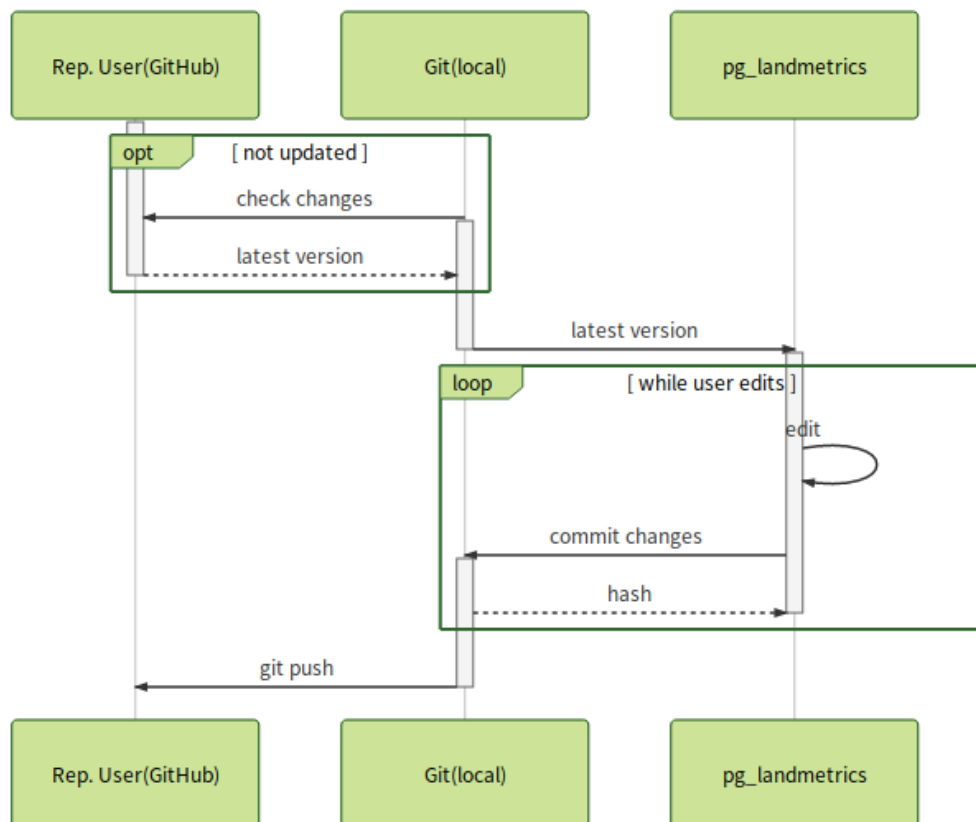 Rep. User(GitHub)
Git(local)
pg_landmetrics
opt
[ not updated ]
check changes
latest version
latest version
loop
[ while user edits ]
edit
commit changes
hash
git push
Rep. User(GitHub)
Git(local)
pg_landmetrics